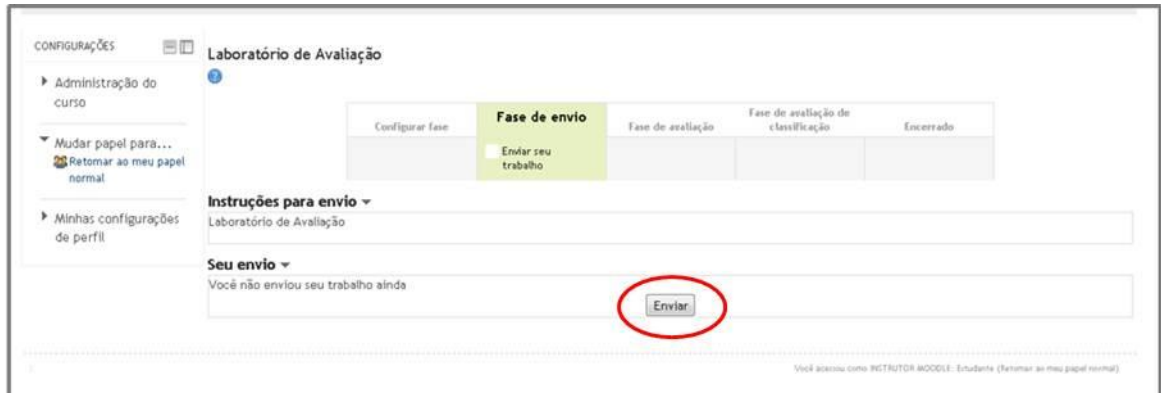 CONFIGURAÇÕES
Administração do
curso
Mudar papel para...
Retomar ao meu papel
normal
Minhas configurações
de perfil
Laboratório de Avaliação
?
Configurar fase
Fase de envio
Enviar seu
trabalho
Fase de avaliação
Fase de avaliação de
classificação
Encerrado
Instruções para envio
Laboratório de Avaliação
Seu envio
Você não enviou seu trabalho ainda
Enviar
Você acessou como INSTRUTOR MOODLE: Estudante (Retomar ao meu papel normal)